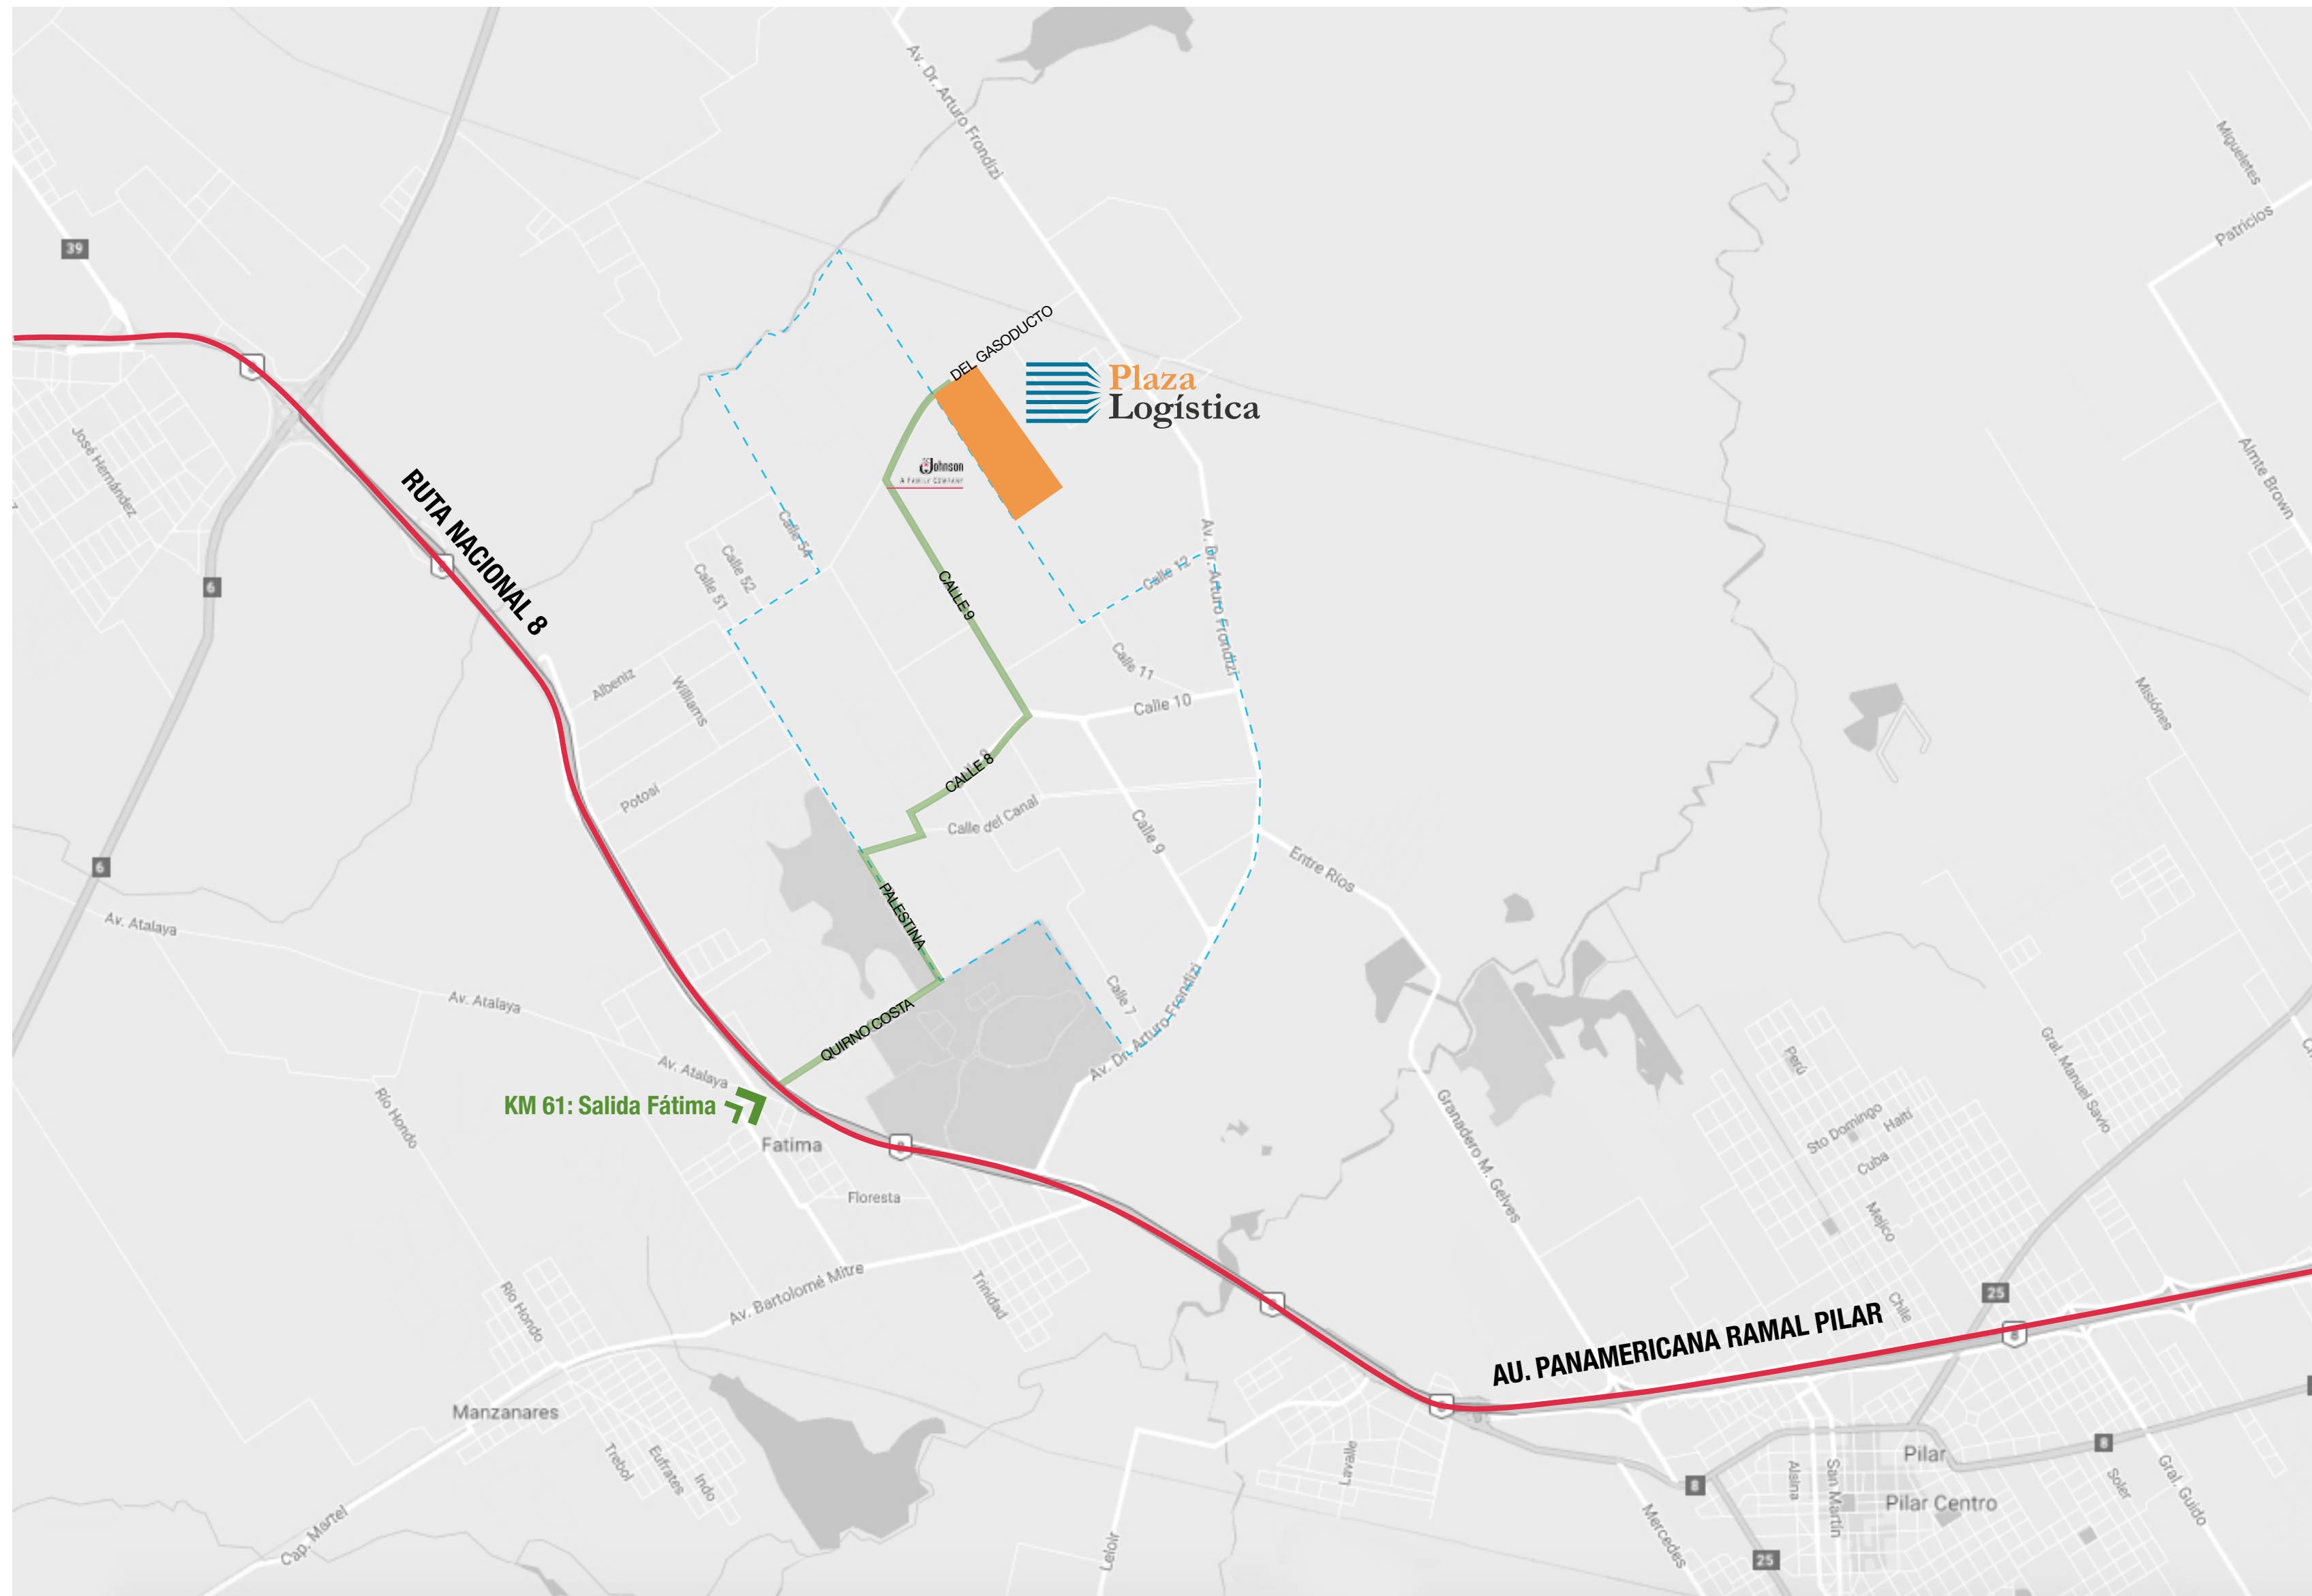 Av. Dr. Arturo Frondizi
Migueletes
Patricios
39
DEL GASODUCTO
Plaza
Logística
Johnson
A FAMILY COMPANY
José Hernández
RUTA NACIONAL 8
Almte Brown
6
Calle 54
Calle 52
Calle 51
CALLE 9
Calle 12
Av. Dr. Arturo Frondizi
Calle 11
Albeniz
Williams
Calle 10
Misiones
Potosí
CALLE 8
Calle del Canal
Calle 9
Entre Ríos
6
Av. Atalaya
PALESTINA
Av. Atalaya
Calle 7
QUIRNO COSTA
Av. Dr. Arturo Frondizi
Av. Atalaya
Perú
Gral. Manuel Savio
KM 61: Salida Fátima
Río Hondo
Fatima
8
Granadero M. Gelves
Sto Domingo
Haití
Cuba
Mejico
Floresta
Av. Bartolomé Mitre
Trinidad
Río Hondo
25
Chile
8
AU. PANAMERICANA RAMAL PILAR
Manzanares
Trebol
Eufrates
Indo
Lavalle
8
Pilar
8
Alsina
San Martín
Pilar Centro
Soler
Gral. Guido
Cap. Martel
Leloir
Mercedes
25